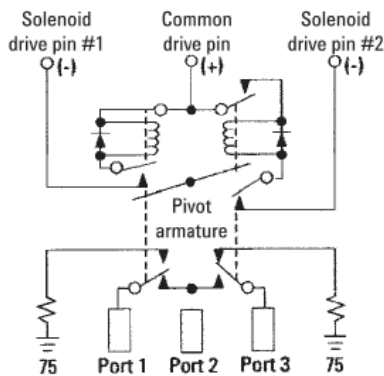 Solenoid Common Solenoid
drive pin #1 drive pin drive pin #2
(-) (+) (-)
Pivot
armature
75 Port 1 Port 2 Port 3 75